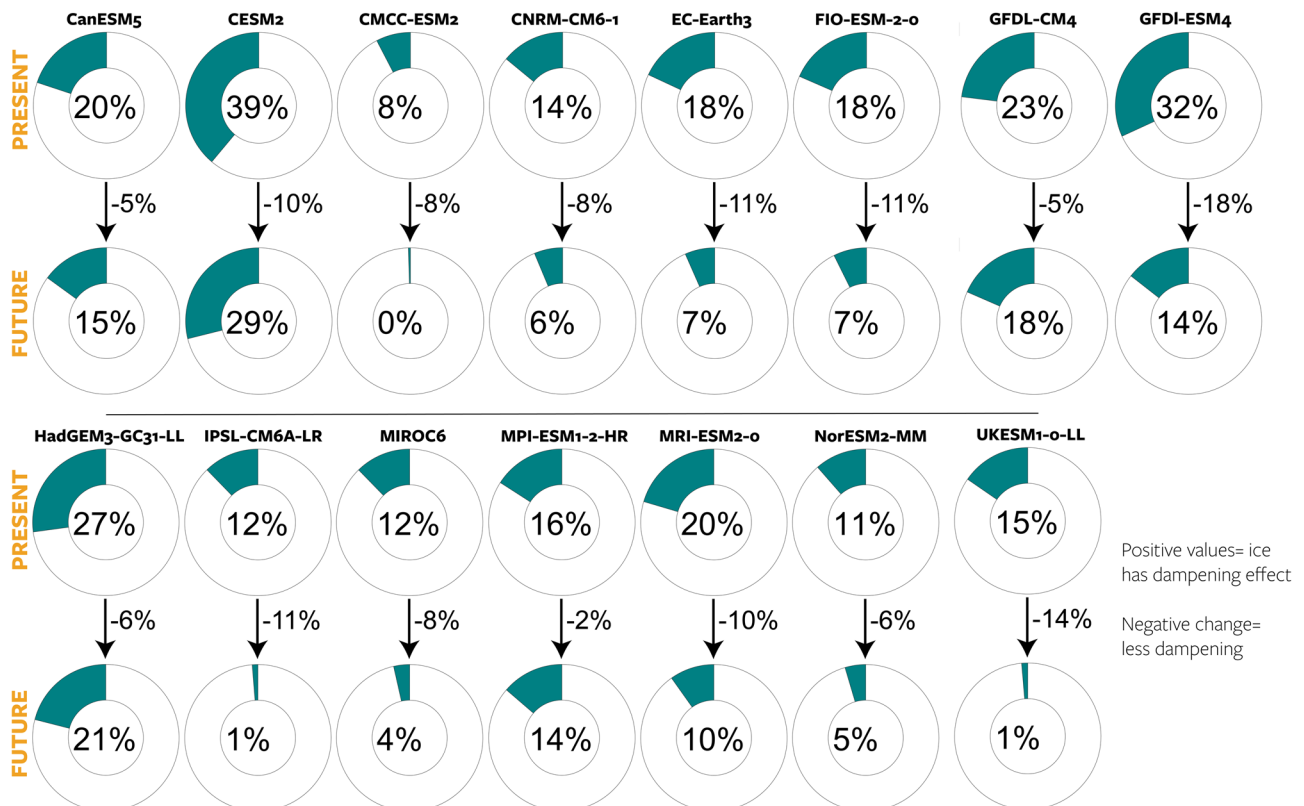 CanESM5 CESM2 CMCC-ESM2 CNRM-CM6-1 EC-Earth3 FIO-ESM-2-0 GFDL-CM4 GFDl-ESM4
PRESENT
20% 39% 8% 14% 18% 18% 23% 32%
-5% -10% -8% -8% -11% -11% -5% -18%
FUTURE
15% 29% 0% 6% 7% 7% 18% 14%
HadGEM3-GC31-LL IPSL-CM6A-LR MIROC6 MPI-ESM1-2-HR MRI-ESM2-0 NorESM2-MM UKESM1-0-LL
PRESENT
27% 12% 12% 16% 20% 11% 15%
Positive values= ice
has dampening effect
-6% -11% -8% -2% -10% -6% -14%
Negative change=
less dampening
FUTURE
21% 1% 4% 14% 10% 5% 1%